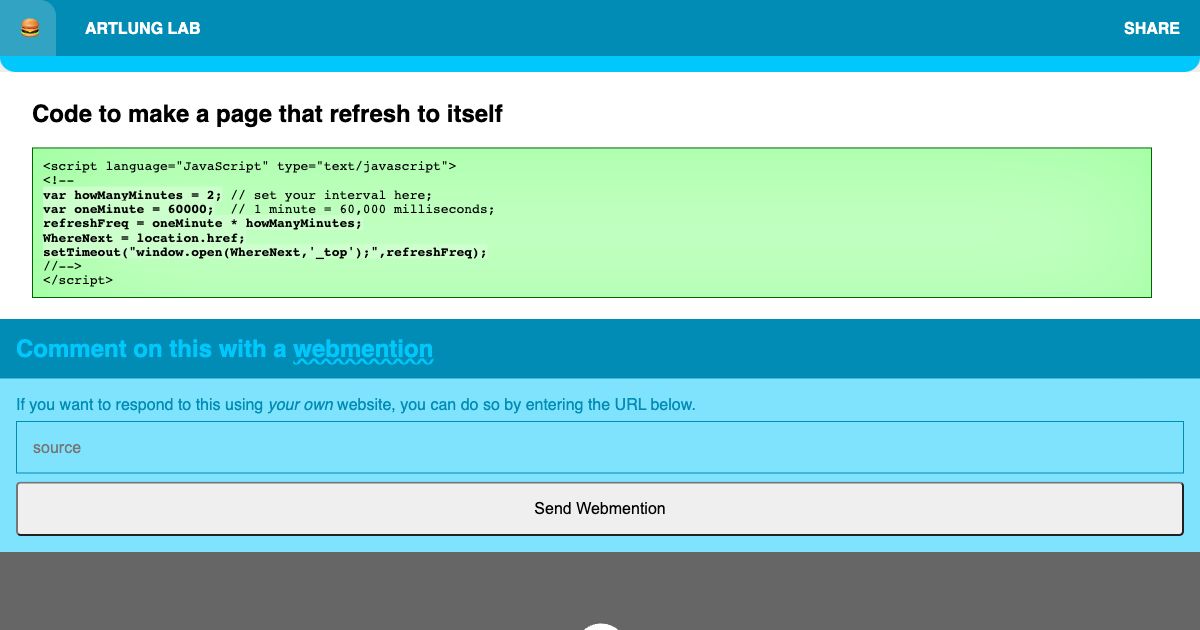 ARTLUNG LAB
SHARE
Code to make a page that refresh to itself
<script language="JavaScript" type="text/javascript">
<!--
var howManyMinutes = 2; // set your interval here;
var oneMinute = 60000;  // 1 minute = 60,000 milliseconds;
refreshFreq = oneMinute * howManyMinutes;
WhereNext = location.href;
setTimeout("window.open(WhereNext,'_top');",refreshFreq);
//-->
</script>
Comment on this with a webmention
If you want to respond to this using your own website, you can do so by entering the URL below.
source
Send Webmention